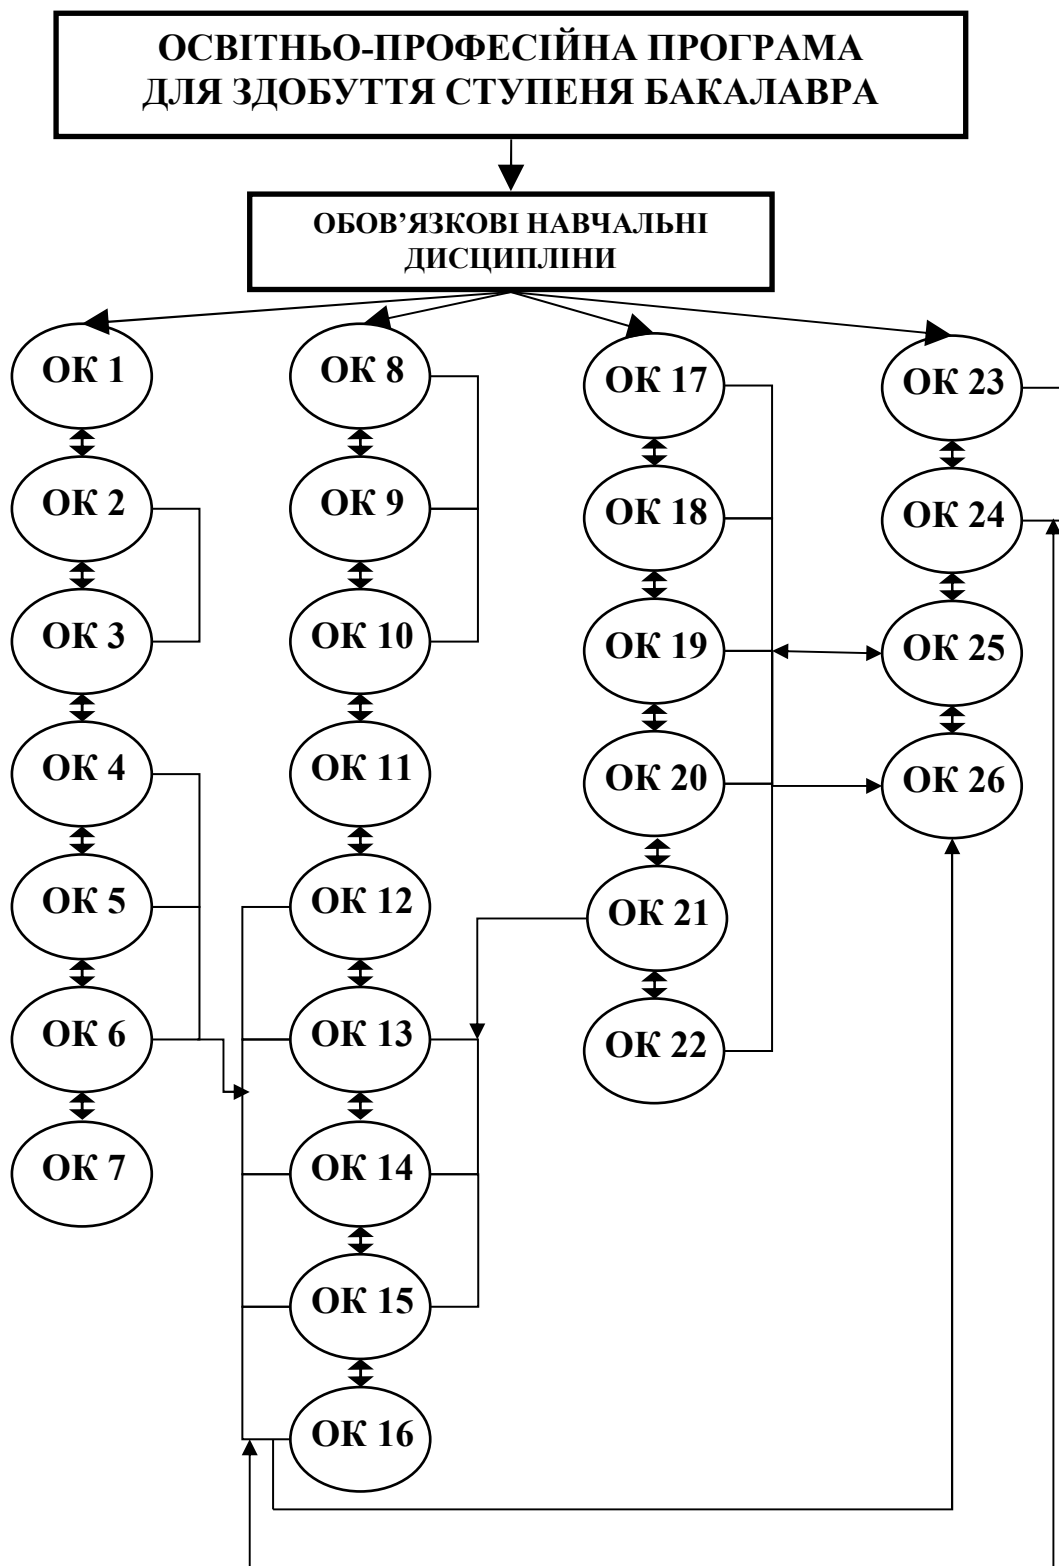 ОСВІТНЬО-ПРОФЕСІЙНА ПРОГРАМА
ДЛЯ ЗДОБУТТЯ СТУПЕНЯ БАКАЛАВРА
ОБОВ’ЯЗКОВІ НАВЧАЛЬНІ
ДИСЦИПЛІНИ
ОК 1
ОК 2
ОК 3
ОК 4
ОК 5
ОК 6
ОК 7
ОК 8
ОК 9
ОК 10
ОК 11
ОК 12
ОК 13
ОК 14
ОК 15
ОК 16
ОК 17
ОК 18
ОК 19
ОК 20
ОК 21
ОК 22
ОК 23
ОК 24
ОК 25
ОК 26